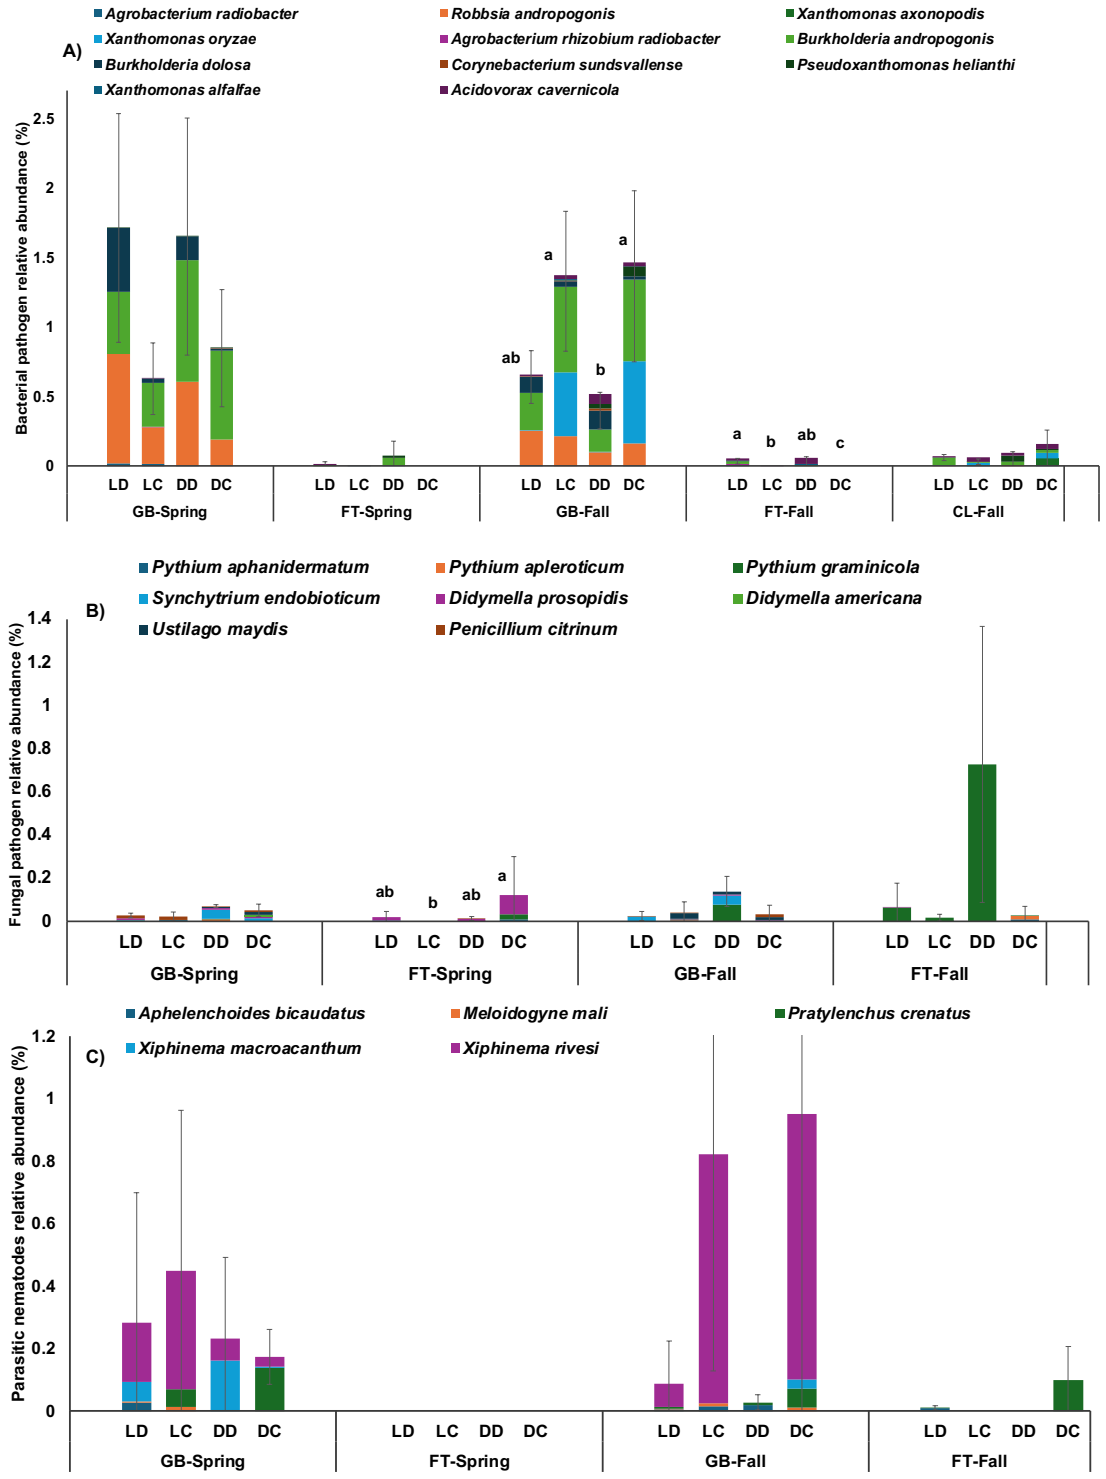 Agrobacterium radiobacter Robbsia andropogonis Xanthomonas axonopodis
Xanthomonas oryzae Agrobacterium rhizobium radiobacter Burkholderia andropogonis
A)
Burkholderia dolosa Corynebacterium sundsvallense Pseudoxanthomonas helianthi
Xanthomonas alfalfae Acidovorax cavernicola
Bacterial pathogen relative abundance (%)
2.5
2
1.5
1
0.5
0
a a
ab b
a b ab c
LD LC DD DC LD LC DD DC LD LC DD DC LD LC DD DC LD LC DD DC
GB-Spring FT-Spring GB-Fall FT-Fall CL-Fall
Pythium aphanidermatum Pythium apleroticum Pythium graminicola
Synchytrium endobioticum Didymella prosopidis Didymella americana
B)
Ustilago maydis Penicillium citrinum
Fungal pathogen relative abundance (%)
1.4
1.2
1
0.8
0.6
0.4
0.2
0
ab b ab a
LD LC DD DC LD LC DD DC LD LC DD DC LD LC DD DC
GB-Spring FT-Spring GB-Fall FT-Fall
Aphelenchoides bicaudatus Meloidogyne mali Pratylenchus crenatus
Xiphinema macroacanthum Xiphinema rivesi
C)
Parasitic nematodes relative abundance (%)
1.2
1
0.8
0.6
0.4
0.2
0
LD LC DD DC LD LC DD DC LD LC DD DC LD LC DD DC
GB-Spring FT-Spring GB-Fall FT-Fall